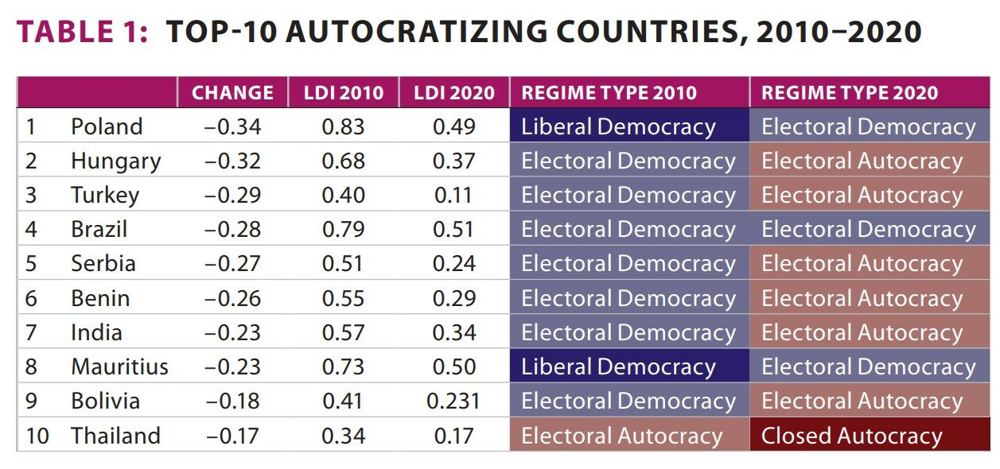 TABLE 1: TOP-10 AUTOCRATIZING COUNTRIES, 2010–2020
CHANGE LDI 2010 LDI 2020 REGIME TYPE 2010 REGIME TYPE 2020
1 Poland –0.34 0.83 0.49 Liberal Democracy Electoral Democracy
2 Hungary –0.32 0.68 0.37 Electoral Democracy Electoral Autocracy
3 Turkey –0.29 0.40 0.11 Electoral Democracy Electoral Autocracy
4 Brazil –0.28 0.79 0.51 Electoral Democracy Electoral Democracy
5 Serbia –0.27 0.51 0.24 Electoral Democracy Electoral Autocracy
6 Benin –0.26 0.55 0.29 Electoral Democracy Electoral Autocracy
7 India –0.23 0.57 0.34 Electoral Democracy Electoral Autocracy
8 Mauritius –0.23 0.73 0.50 Liberal Democracy Electoral Democracy
9 Bolivia –0.18 0.41 0.231 Electoral Democracy Electoral Autocracy
10 Thailand –0.17 0.34 0.17 Electoral Autocracy Closed Autocracy